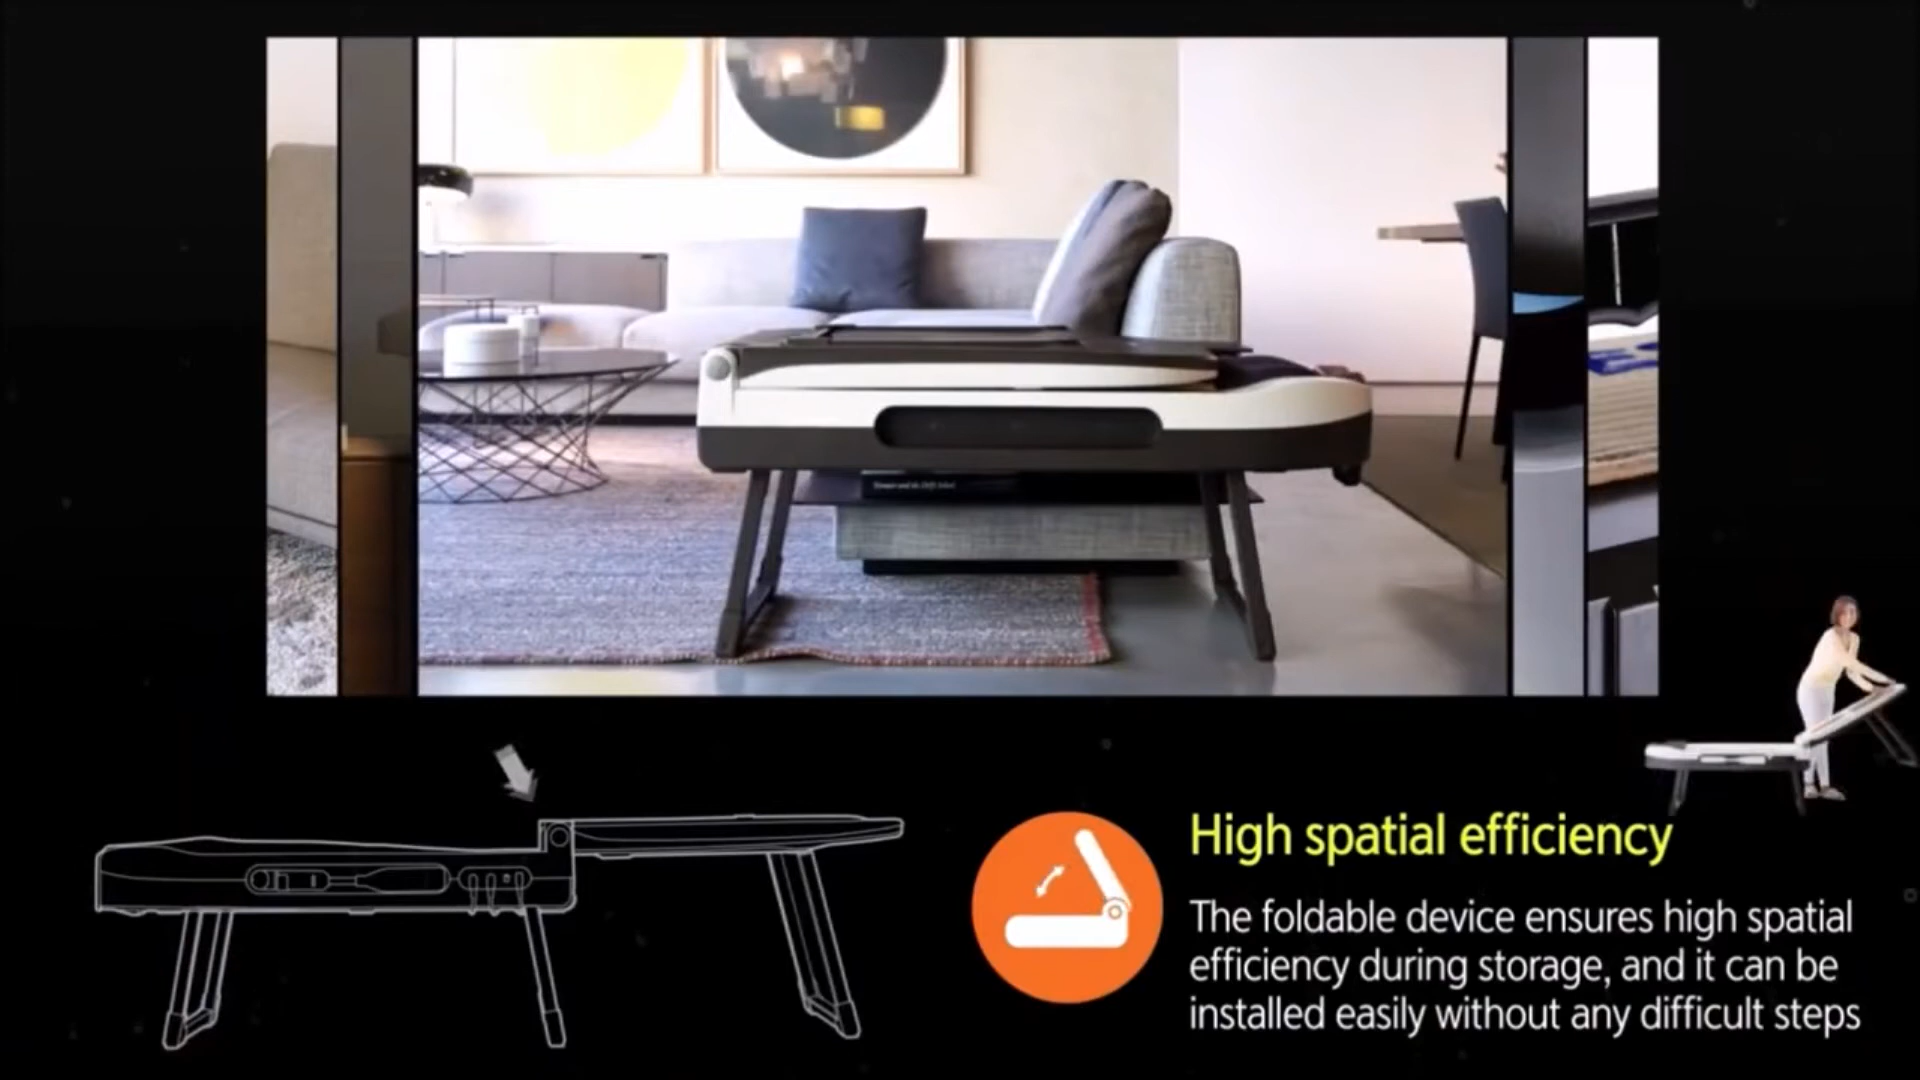 High spatial efficiency
The foldable device ensures high spatial
efficiency during storage, and it can be
installed easily without any difficult steps